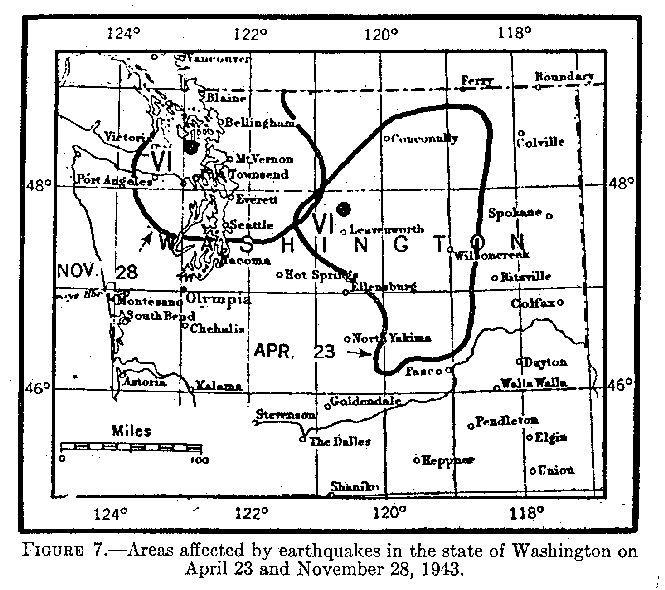 124° 122° 120° 118°
Vancouver
Ferry Boundary
Blaine
Bellingham
Victoria
Conconully
Colville
VI
Mt. Vernon
Townsend
Port Angeles
48° 48°
Everett
VI
Spokane
Seattle
Leavenworth
WASHINGTON
Wilsoncreek
Tacoma
NOV. 28
Hot Springs
Ritsville
Ellensburg
Olympia
Montesano
Colfax
South Bend
Chehalis
North Yakima
APR. 23
Pasco
Dayton
Astoria
Kalama
Walla Walla
46° 46°
Goldendale
Stevenson
Pendleton
Miles
The Dalles
Elgin
0 100
Heppner
Union
Shaniko
124° 122° 120° 118°
FIGURE 7.—Areas affected by earthquakes in the state of Washington on
April 23 and November 28, 1943.